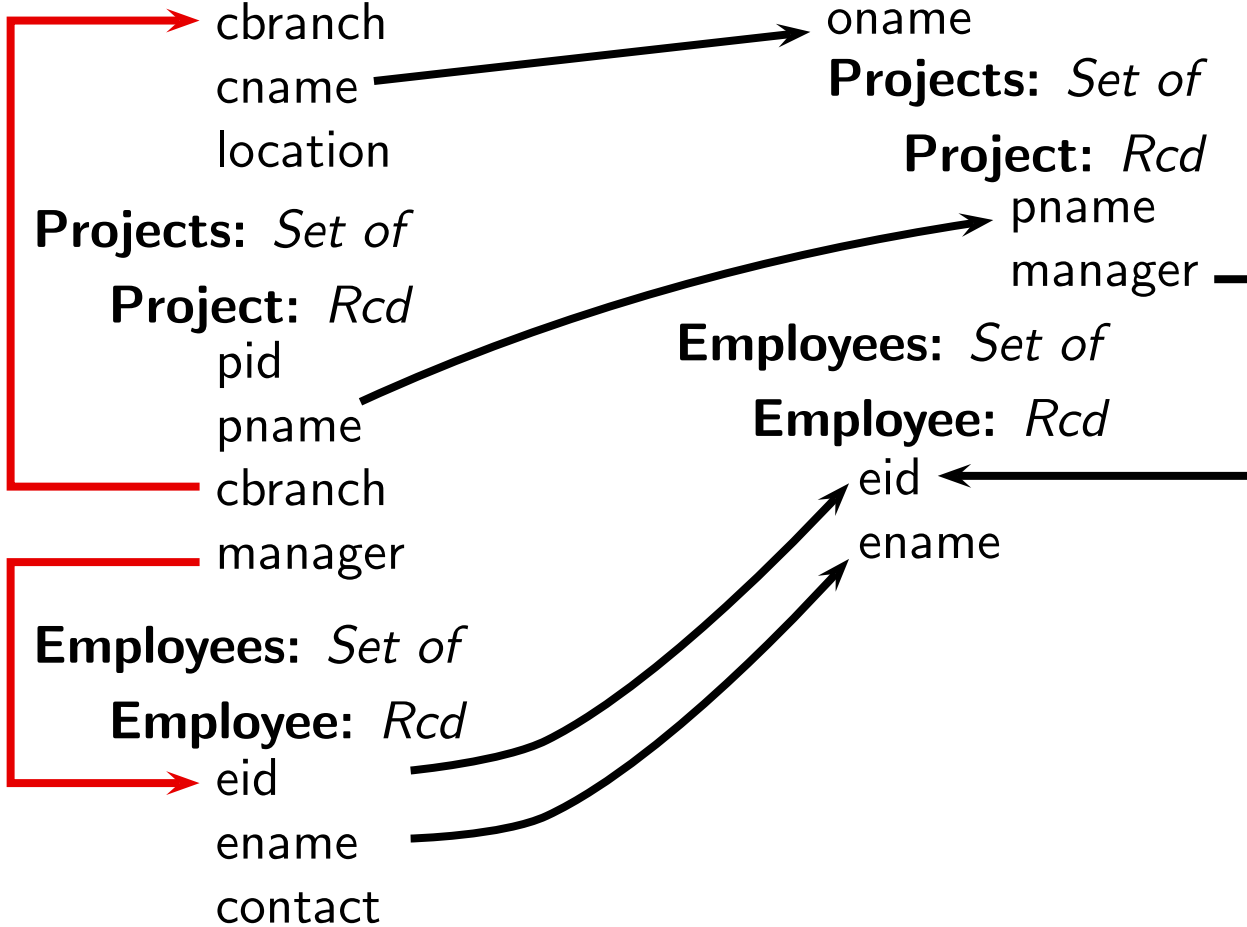 cbranch
cname
location
Projects: Set of
Project: Rcd
pid
pname
cbranch
manager
Employees: Set of
Employee: Rcd
eid
ename
contact
oname
Projects: Set of
Project: Rcd
pname
manager
Employees: Set of
Employee: Rcd
eid
ename